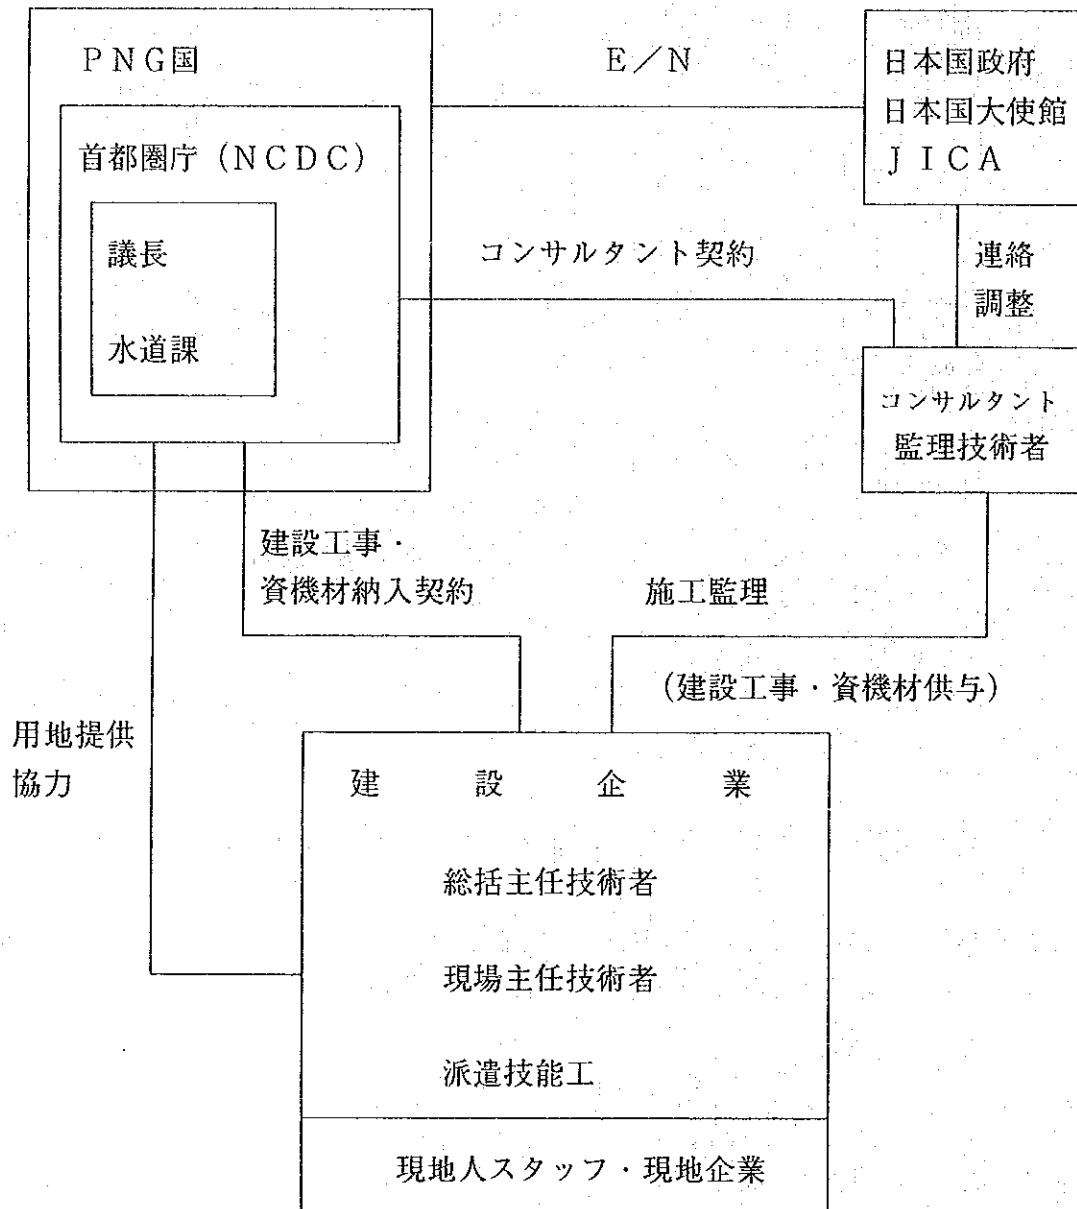 ＰＮＧ国
Ｅ／Ｎ
日本国政府
日本国大使館
ＪＩＣＡ
首都圏庁（ＮＣＤＣ）
議長
水道課
コンサルタント契約
連絡
調整
コンサルタント
監理技術者
建設工事・
資機材納入契約
施工監理
（建設工事・資機材供与）
用地提供
協力
建設企業
総括主任技術者
現場主任技術者
派遣技能工
現地人スタッフ・現地企業